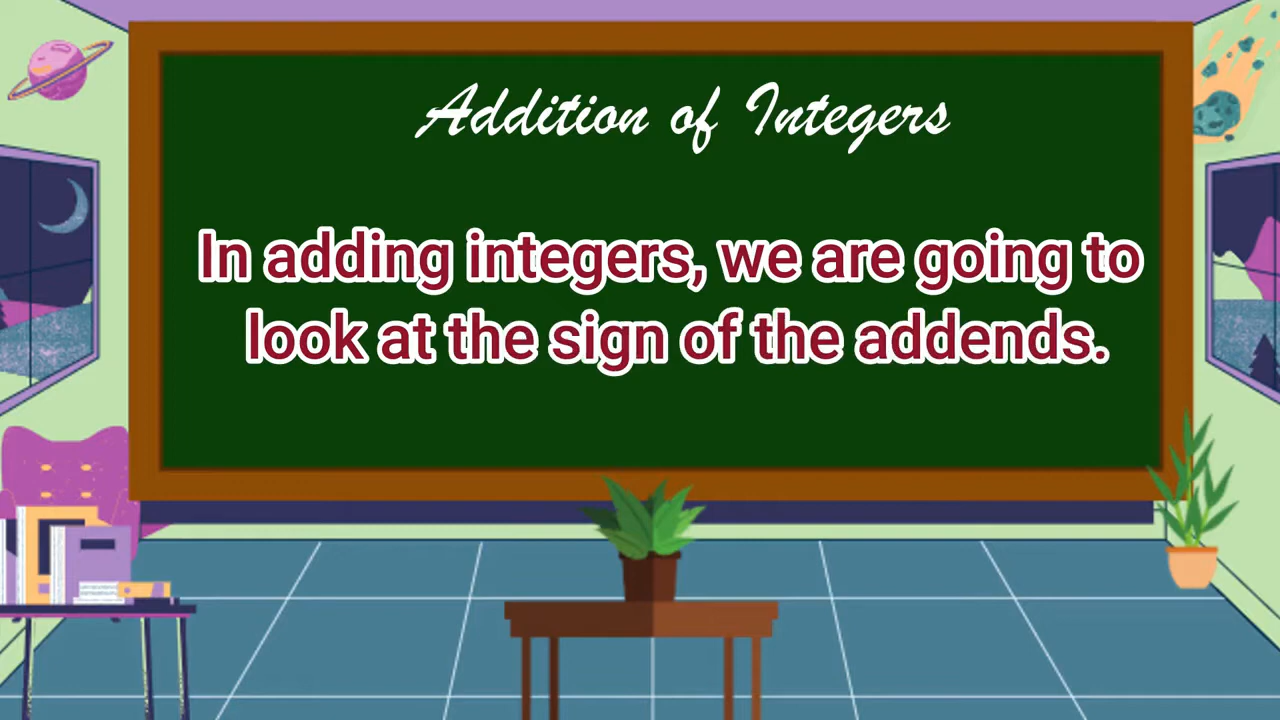 Addition of Integers
In adding integers, we are going to
look at the sign of the addends.